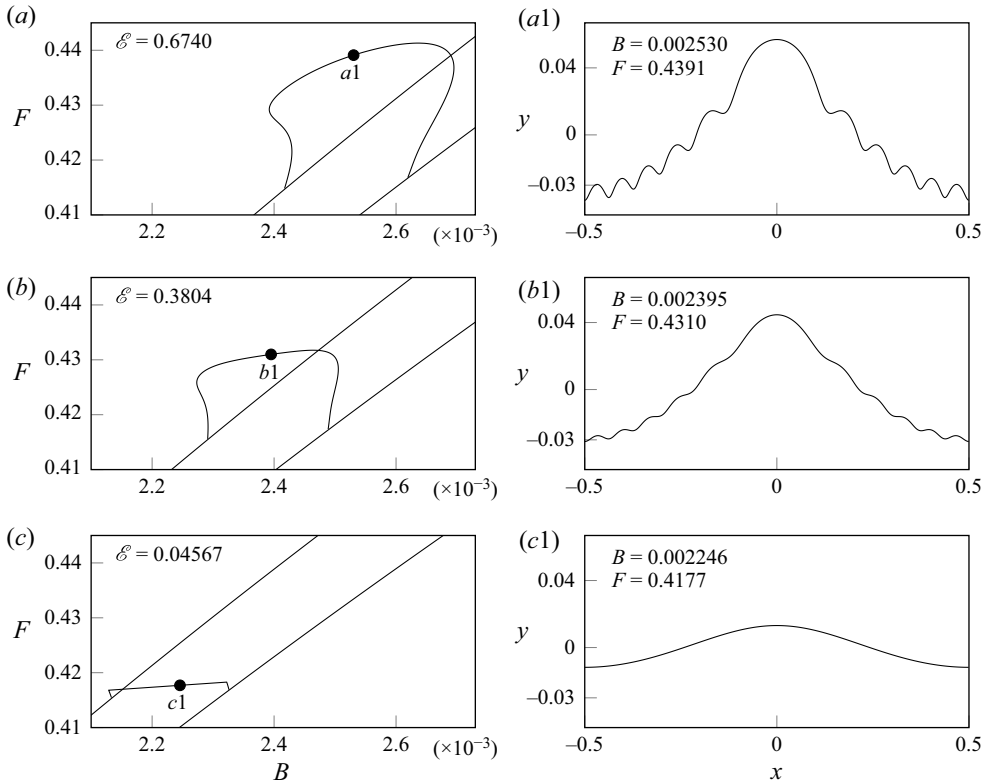 (a)
ℰ = 0.6740
0.44
0.43
0.42
0.41
F
a1
2.2
2.4
2.6
(×10⁻³)
(a1)
B = 0.002530
F = 0.4391
0.04
0
–0.03
y
–0.5
0
0.5
(b)
ℰ = 0.3804
0.44
0.43
0.42
0.41
F
b1
2.2
2.4
2.6
(×10⁻³)
(b1)
B = 0.002395
F = 0.4310
0.04
0
–0.03
y
–0.5
0
0.5
(c)
ℰ = 0.04567
0.44
0.43
0.42
0.41
F
c1
2.2
2.4
2.6
(×10⁻³)
B
(c1)
B = 0.002246
F = 0.4177
0.04
0
–0.03
y
–0.5
0
0.5
x